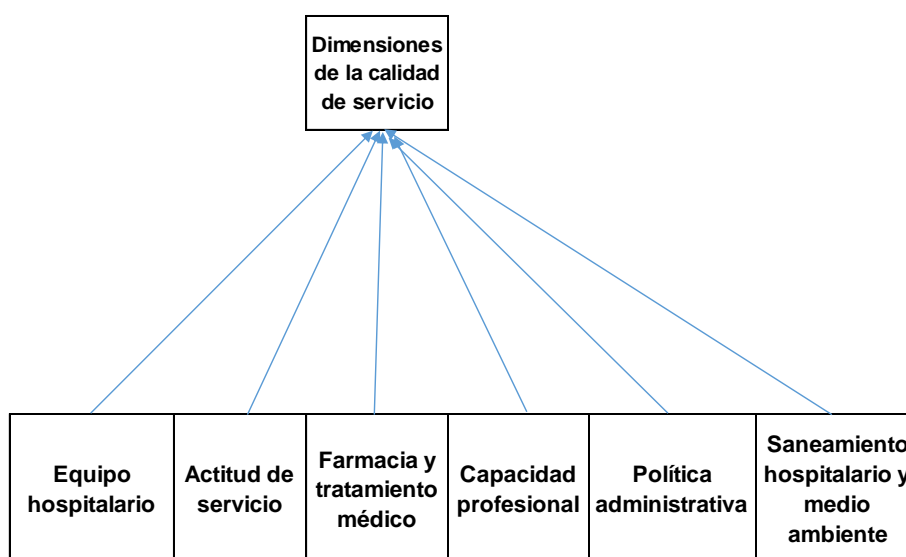 Dimensiones
de la calidad
de servicio
Equipo
hospitalario
Actitud de
servicio
Farmacia y
tratamiento
médico
Capacidad
profesional
Política
administrativa
Saneamiento
hospitalario y
medio
ambiente